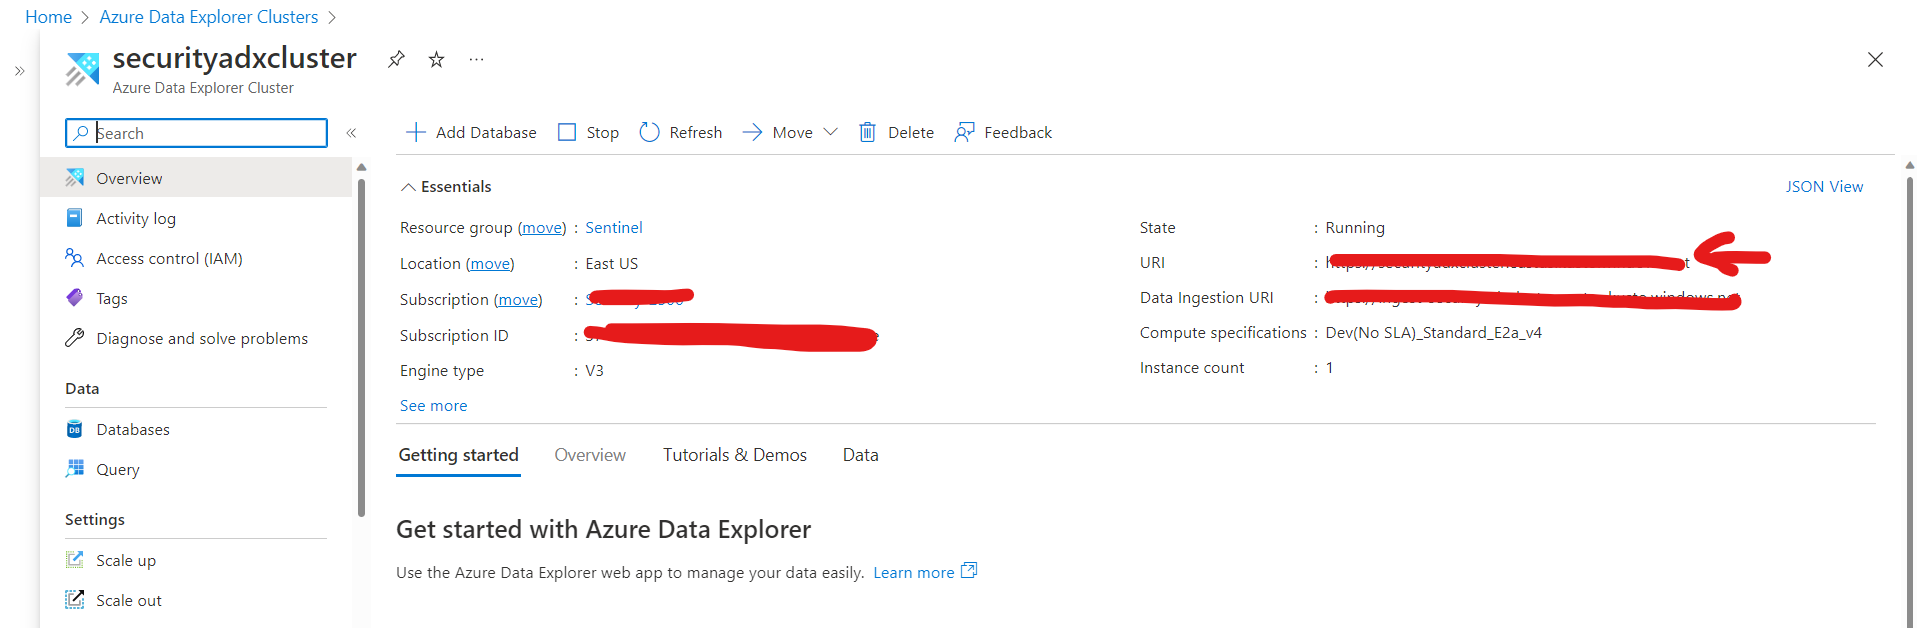 Home > Azure Data Explorer Clusters >
securityadxcluster
Azure Data Explorer Cluster
Search
Overview
Activity log
Access control (IAM)
Tags
Diagnose and solve problems
Data
Databases
Query
Settings
Scale up
Scale out
Add Database Stop Refresh Move Delete Feedback
Essentials
JSON View
Resource group (move) : Sentinel
Location (move) : East US
Subscription (move) :
Subscription ID :
Engine type : V3
See more
State : Running
URI :
Data Ingestion URI :
Compute specifications : Dev(No SLA)_Standard_E2a_v4
Instance count : 1
Getting started Overview Tutorials & Demos Data
Get started with Azure Data Explorer
Use the Azure Data Explorer web app to manage your data easily. Learn more